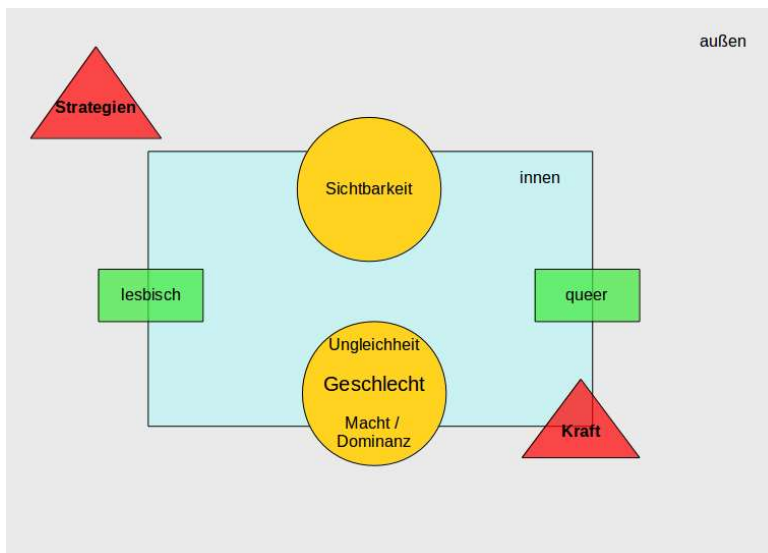 außen
Strategien
Sichtbarkeit
innen
lesbisch
queer
Ungleichheit
Geschlecht
Macht /
Dominanz
Kraft